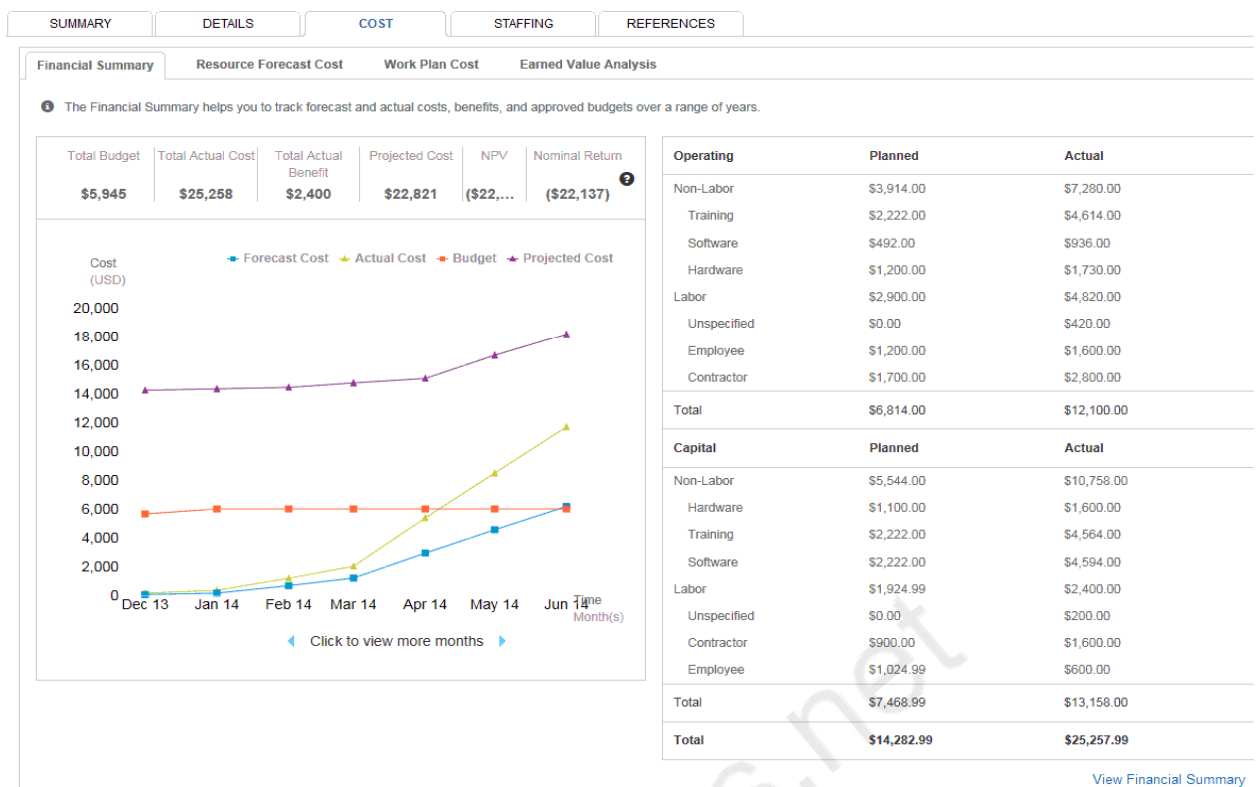 SUMMARY DETAILS COST STAFFING REFERENCES
Financial Summary Resource Forecast Cost Work Plan Cost Earned Value Analysis
The Financial Summary helps you to track forecast and actual costs, benefits, and approved budgets over a range of years.
Total Budget Total Actual Cost Total Actual Benefit Projected Cost NPV Nominal Return
$5,945 $25,258 $2,400 $22,821 ($22,... ($22,137)
Cost
(USD)
Forecast Cost Actual Cost Budget Projected Cost
20,000
18,000
16,000
14,000
12,000
10,000
8,000
6,000
4,000
2,000
0
Dec 13 Jan 14 Feb 14 Mar 14 Apr 14 May 14 Jun 14
Time
Month(s)
Click to view more months
Operating Planned Actual
Non-Labor $3,914.00 $7,280.00
Training $2,222.00 $4,614.00
Software $492.00 $936.00
Hardware $1,200.00 $1,730.00
Labor $2,900.00 $4,820.00
Unspecified $0.00 $420.00
Employee $1,200.00 $1,600.00
Contractor $1,700.00 $2,800.00
Total $6,814.00 $12,100.00
Capital Planned Actual
Non-Labor $5,544.00 $10,758.00
Hardware $1,100.00 $1,600.00
Training $2,222.00 $4,564.00
Software $2,222.00 $4,594.00
Labor $1,924.99 $2,400.00
Unspecified $0.00 $200.00
Contractor $900.00 $1,600.00
Employee $1,024.99 $600.00
Total $7,468.99 $13,158.00
Total $14,282.99 $25,257.99
View Financial Summary